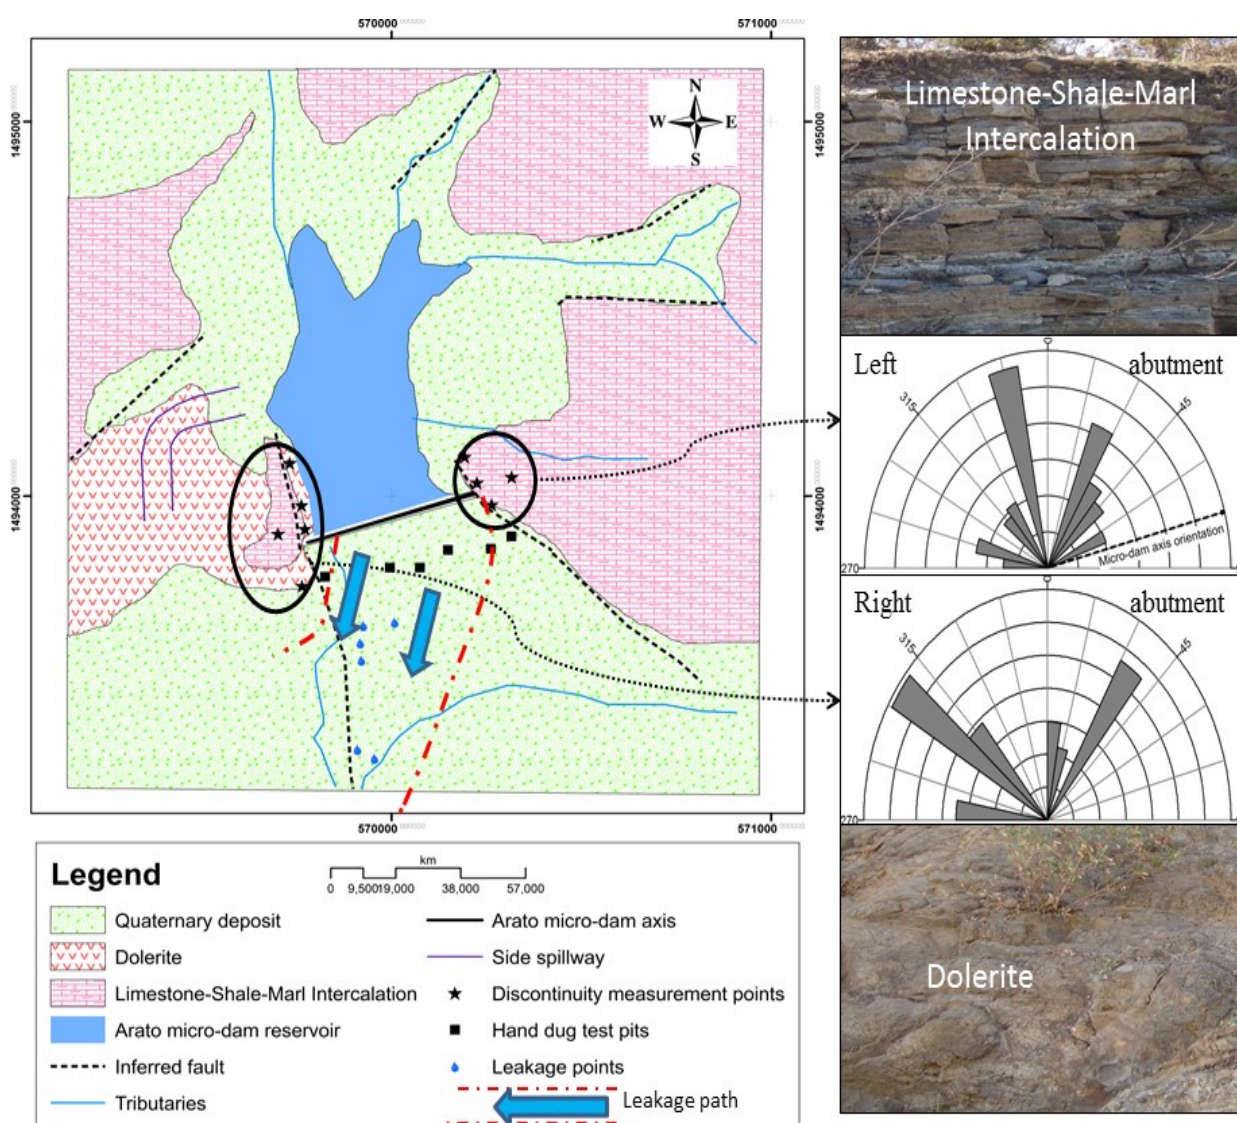 570000
571000
1495000
1495000
N
W E
S
Limestone-Shale-Marl
Intercalation
0
Left abutment
315
45
Micro-dam axis orientation
270
1494000
1494000
0
Right abutment
315
45
270
570000
571000
Dolerite
Legend
km
0 9,50019,000 38,000 57,000
Quaternary deposit
Dolerite
Limestone-Shale-Marl Intercalation
Arato micro-dam reservoir
Inferred fault
Tributaries
Arato micro-dam axis
Side spillway
Discontinuity measurement points
Hand dug test pits
Leakage points
Leakage path